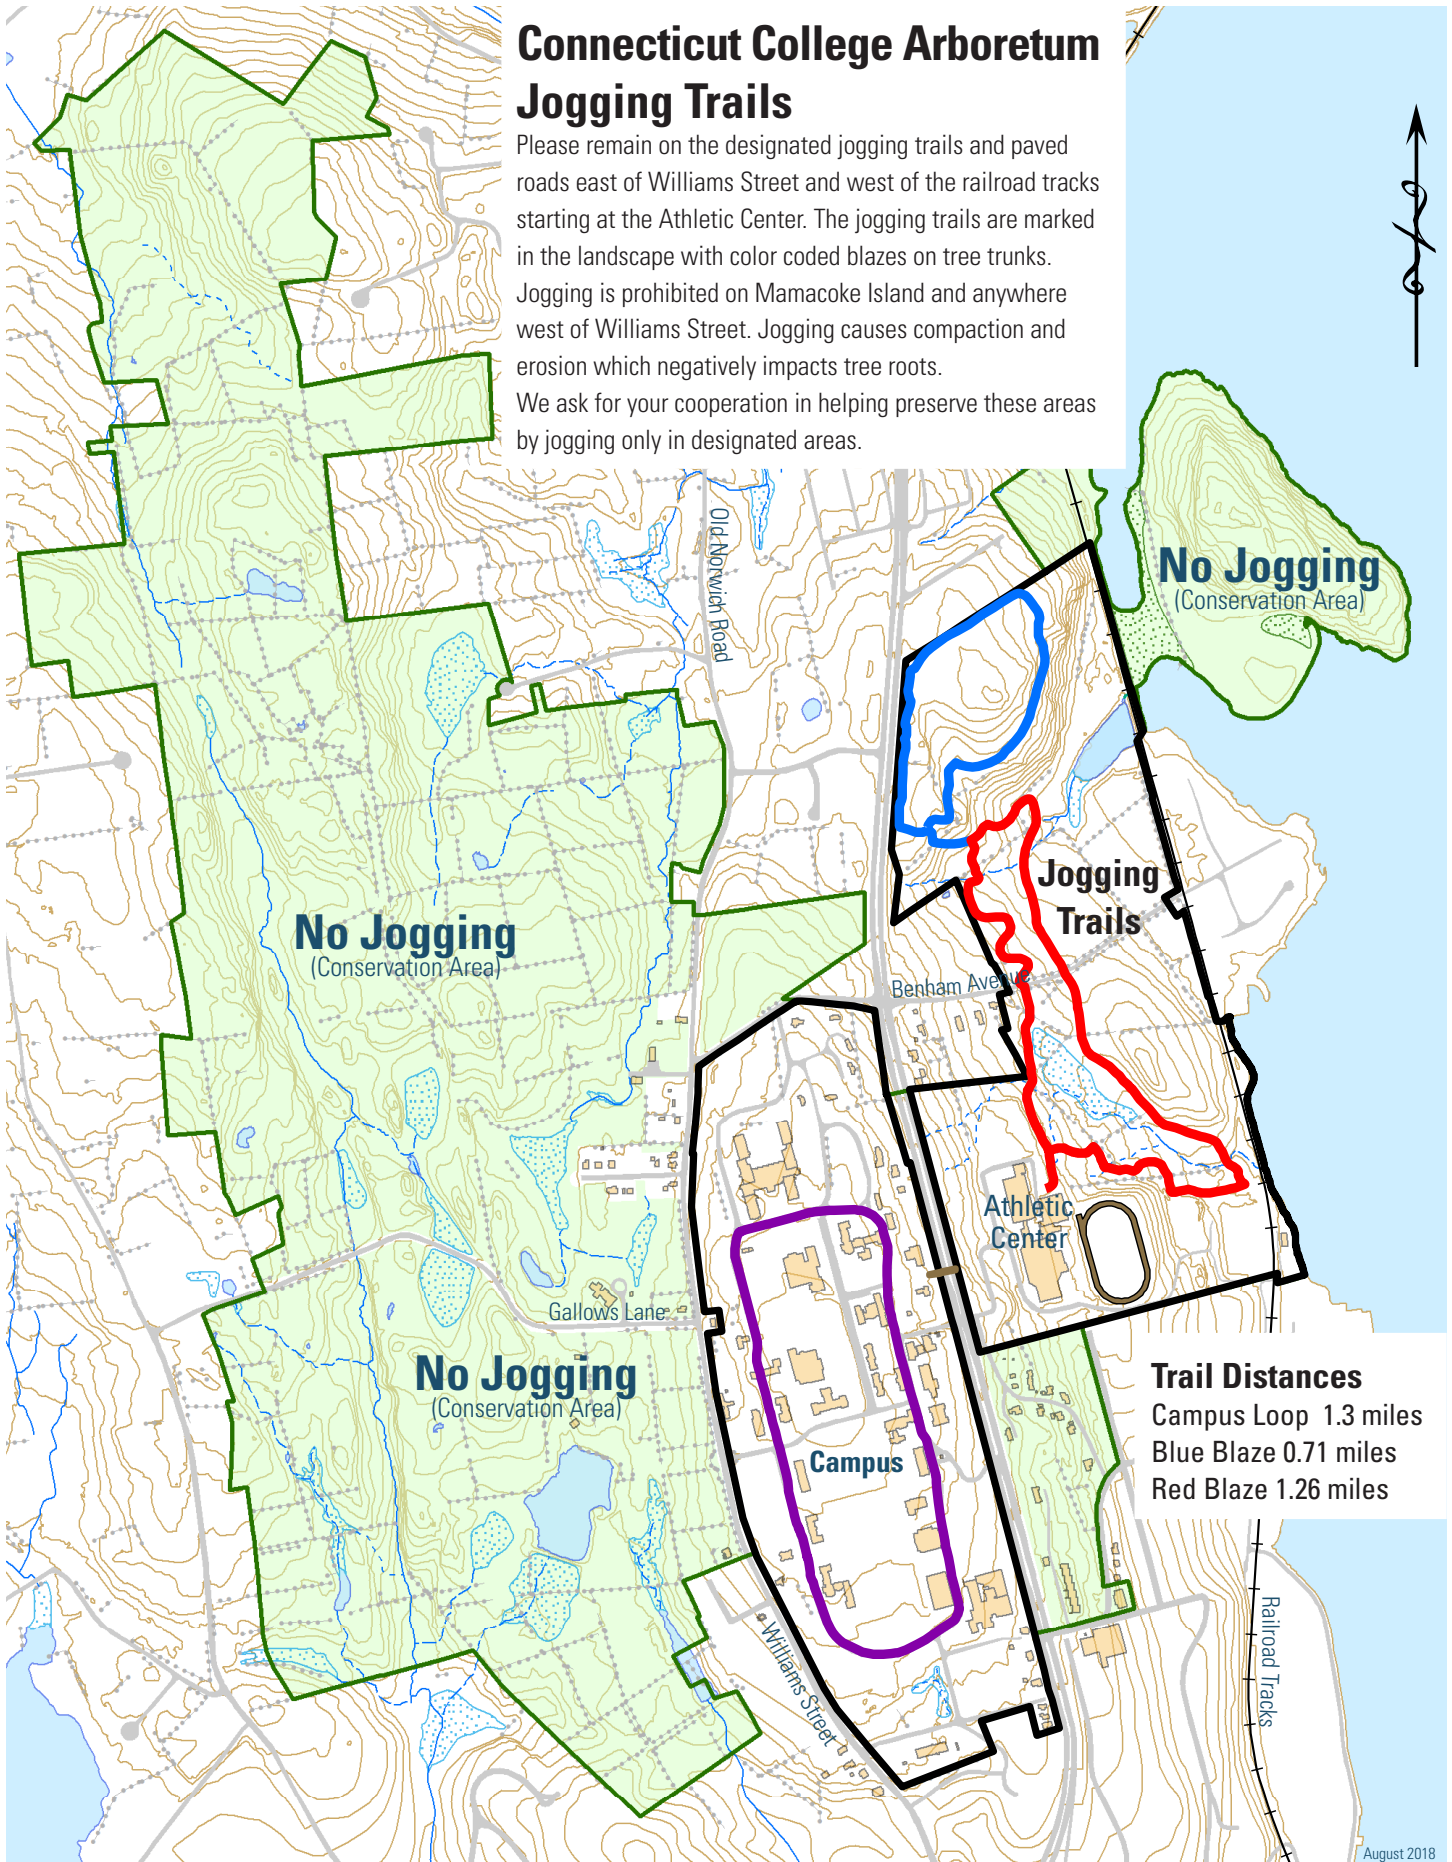 Connecticut College Arboretum
Jogging Trails
Please remain on the designated jogging trails and paved
roads east of Williams Street and west of the railroad tracks
starting at the Athletic Center. The jogging trails are marked
in the landscape with color coded blazes on tree trunks.
Jogging is prohibited on Mamacoke Island and anywhere
west of Williams Street. Jogging causes compaction and
erosion which negatively impacts tree roots.
We ask for your cooperation in helping preserve these areas
by jogging only in designated areas.
Old Norwich Road
No Jogging
(Conservation Area)
Jogging
Trails
No Jogging
(Conservation Area)
Benham Avenue
Athletic
Center
Gallows Lane
No Jogging
(Conservation Area)
Trail Distances
Campus Loop 1.3 miles
Blue Blaze 0.71 miles
Red Blaze 1.26 miles
Campus
Williams Street
Railroad Tracks
August 2018